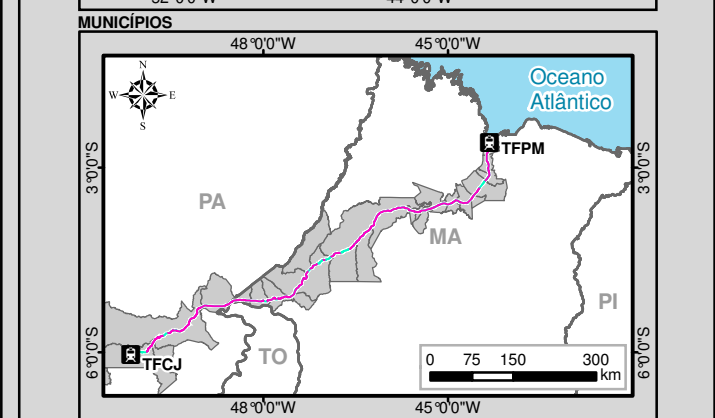 MUNICÍPIOS
48°0'0"W 45°0'0"W
N
W E
S
Oceano
Atlântico
TFPM
3°0'0"S 3°0'0"S
PA
MA
PI
6°0'0"S 6°0'0"S
TFCJ
TO
0 75 150 300
km
48°0'0"W 45°0'0"W